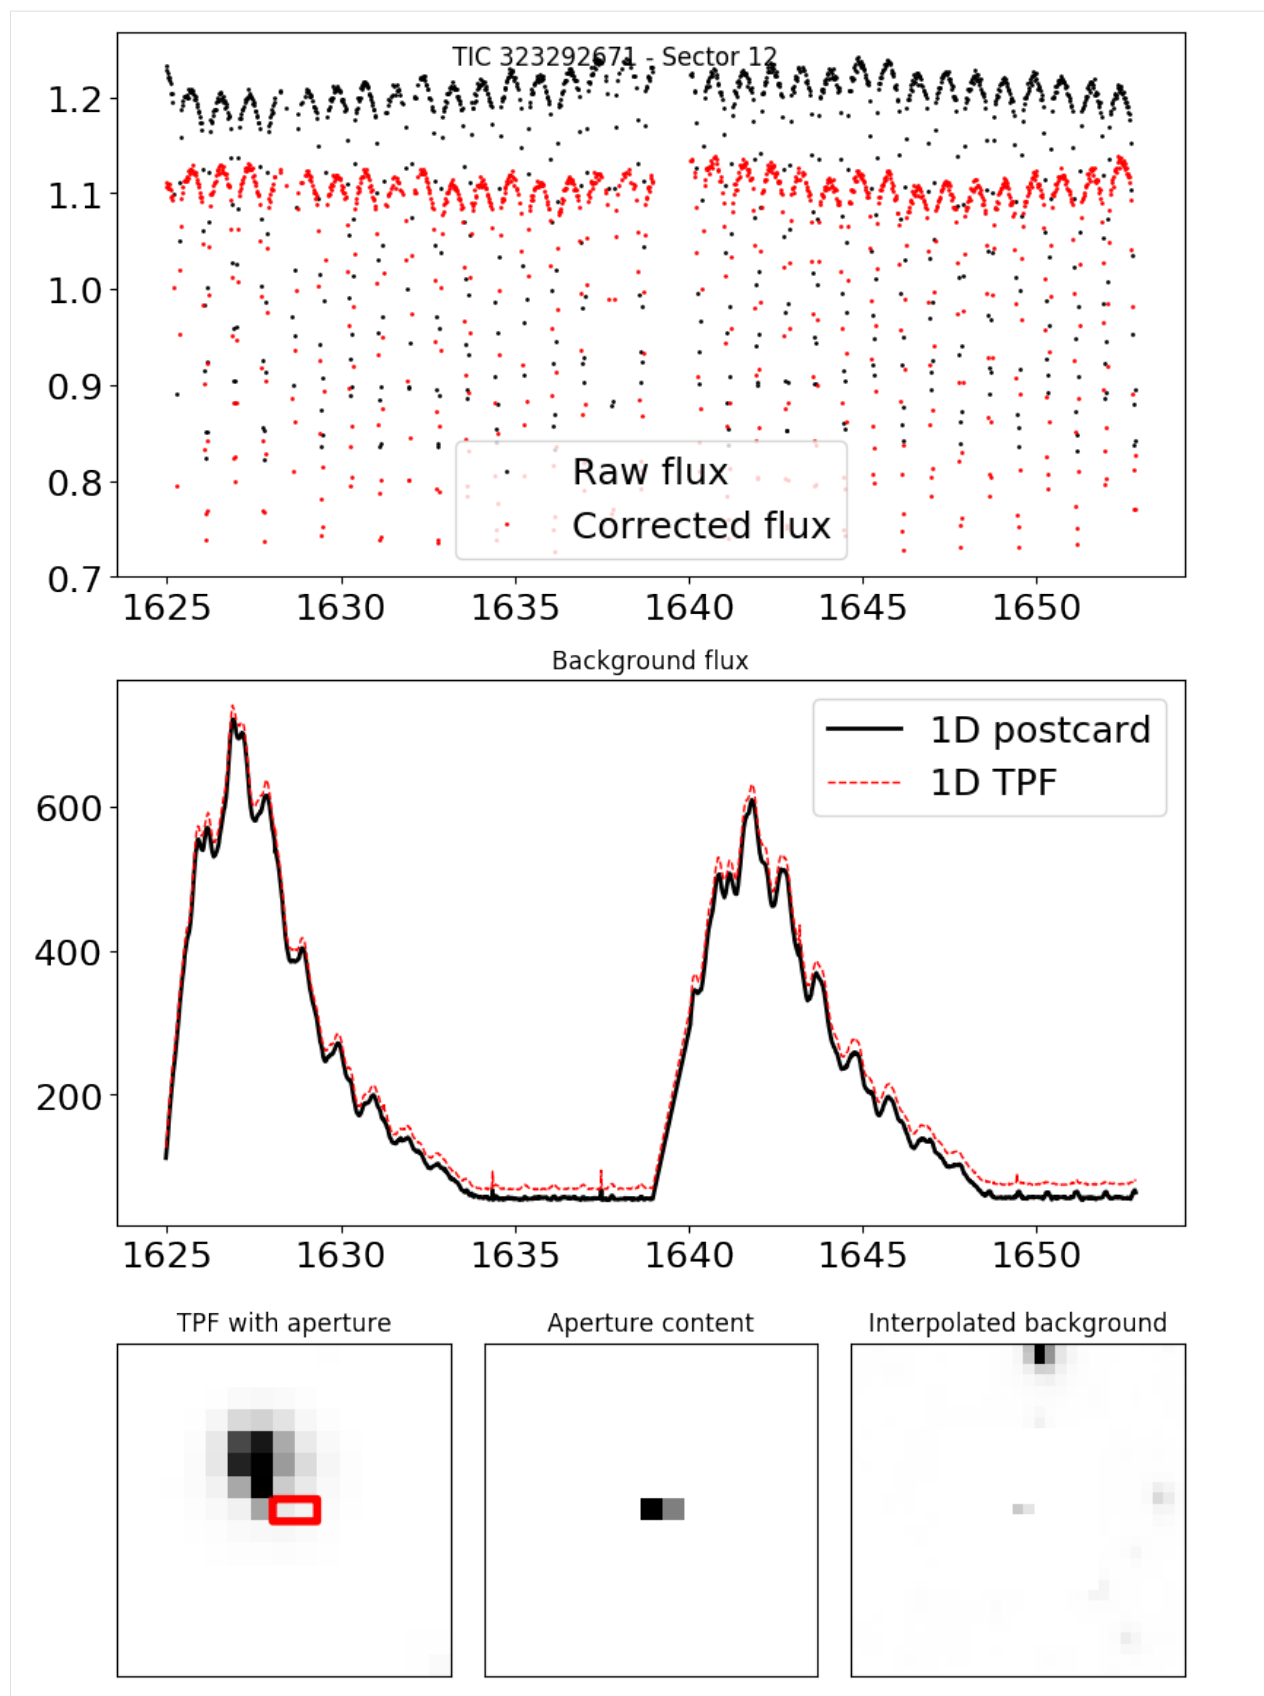 TIC 323292671 - Sector 12
1.2
1.1
1.0
0.9
0.8
0.7
Raw flux
Corrected flux
1625 1630 1635 1640 1645 1650
Background flux
600
400
200
1D postcard
1D TPF
1625 1630 1635 1640 1645 1650
TPF with aperture Aperture content Interpolated background